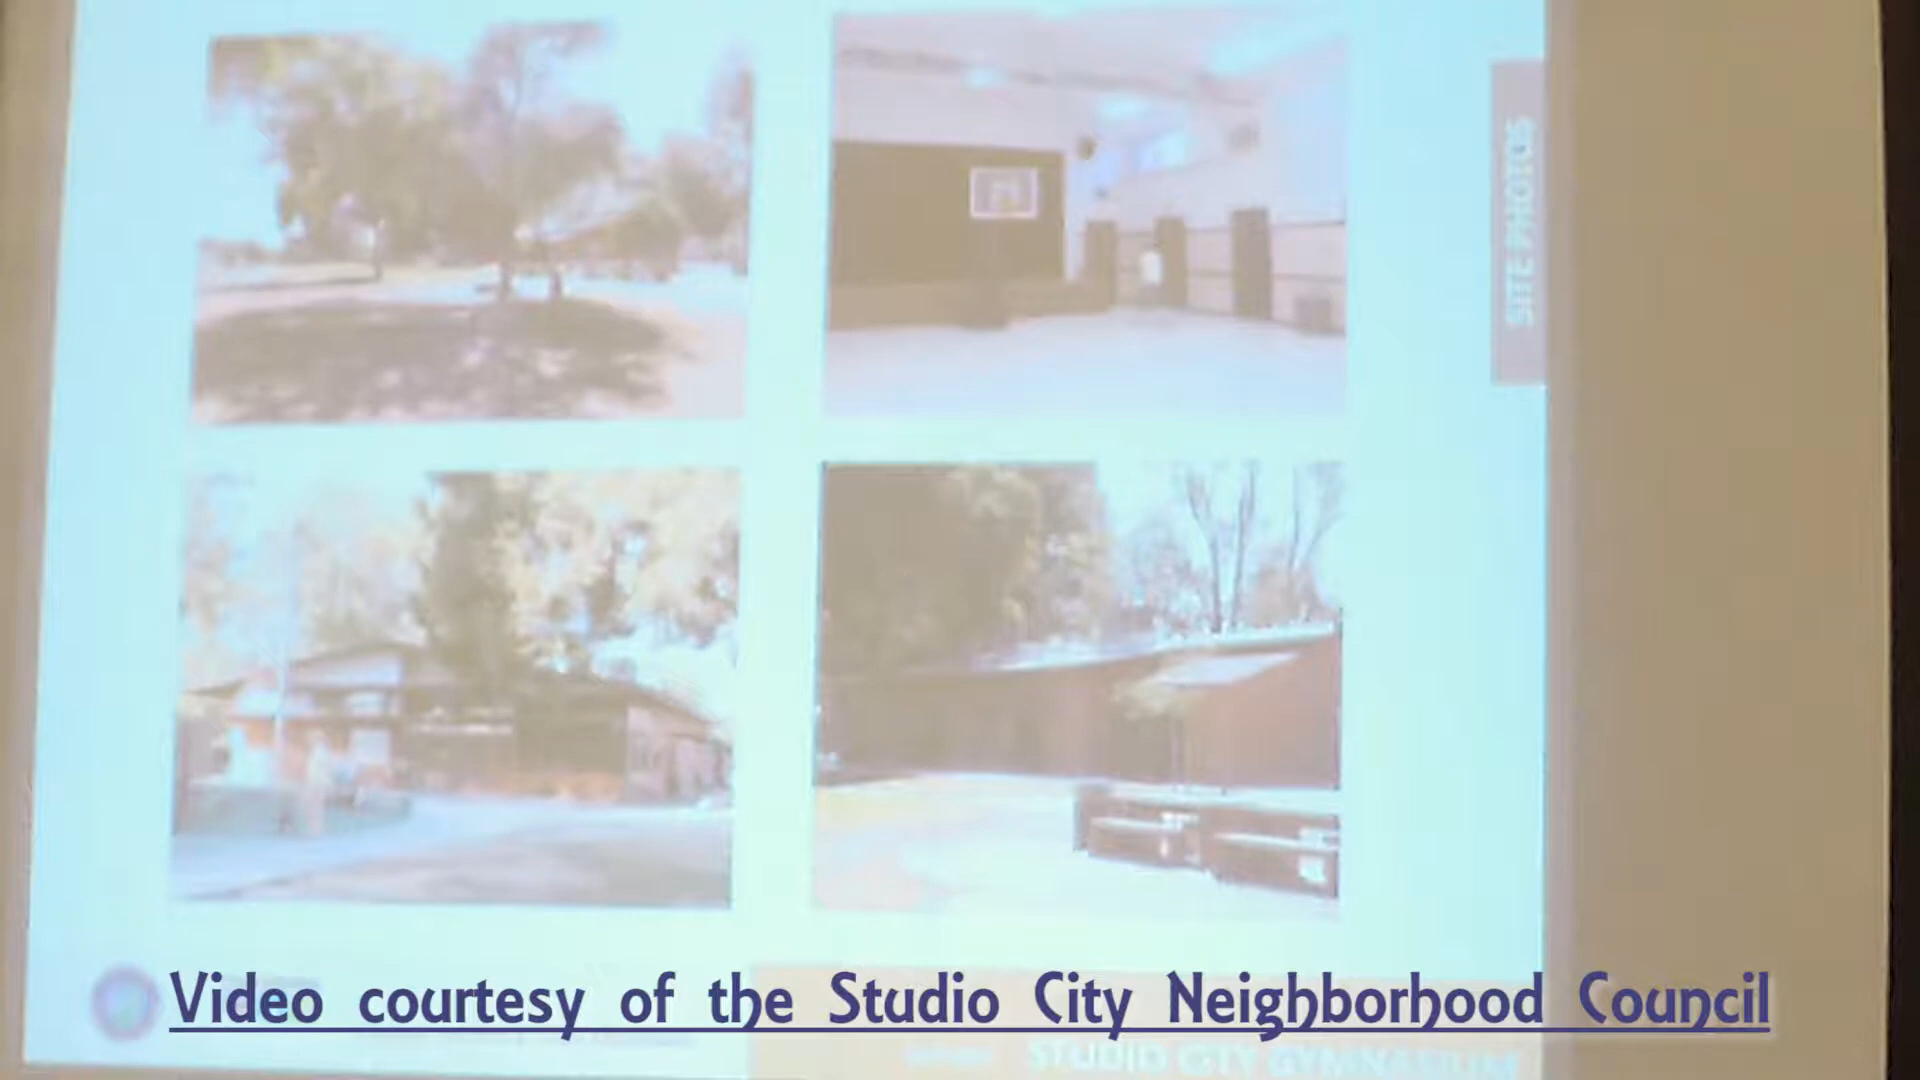 SITE PHOTOS
Video courtesy of the Studio City Neighborhood Council
STUDIO CITY GYMNASIUM